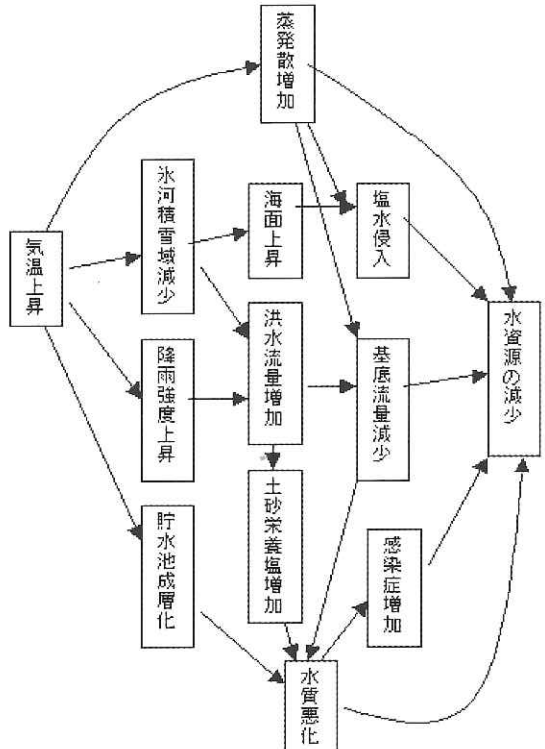 蒸発散増加
氷河積雪域減少
海面上昇
塩水侵入
気温上昇
水資源の減少
降雨強度上昇
洪水流量増加
基底流量減少
貯水池成層化
土砂栄養塩増加
感染症増加
水質悪化